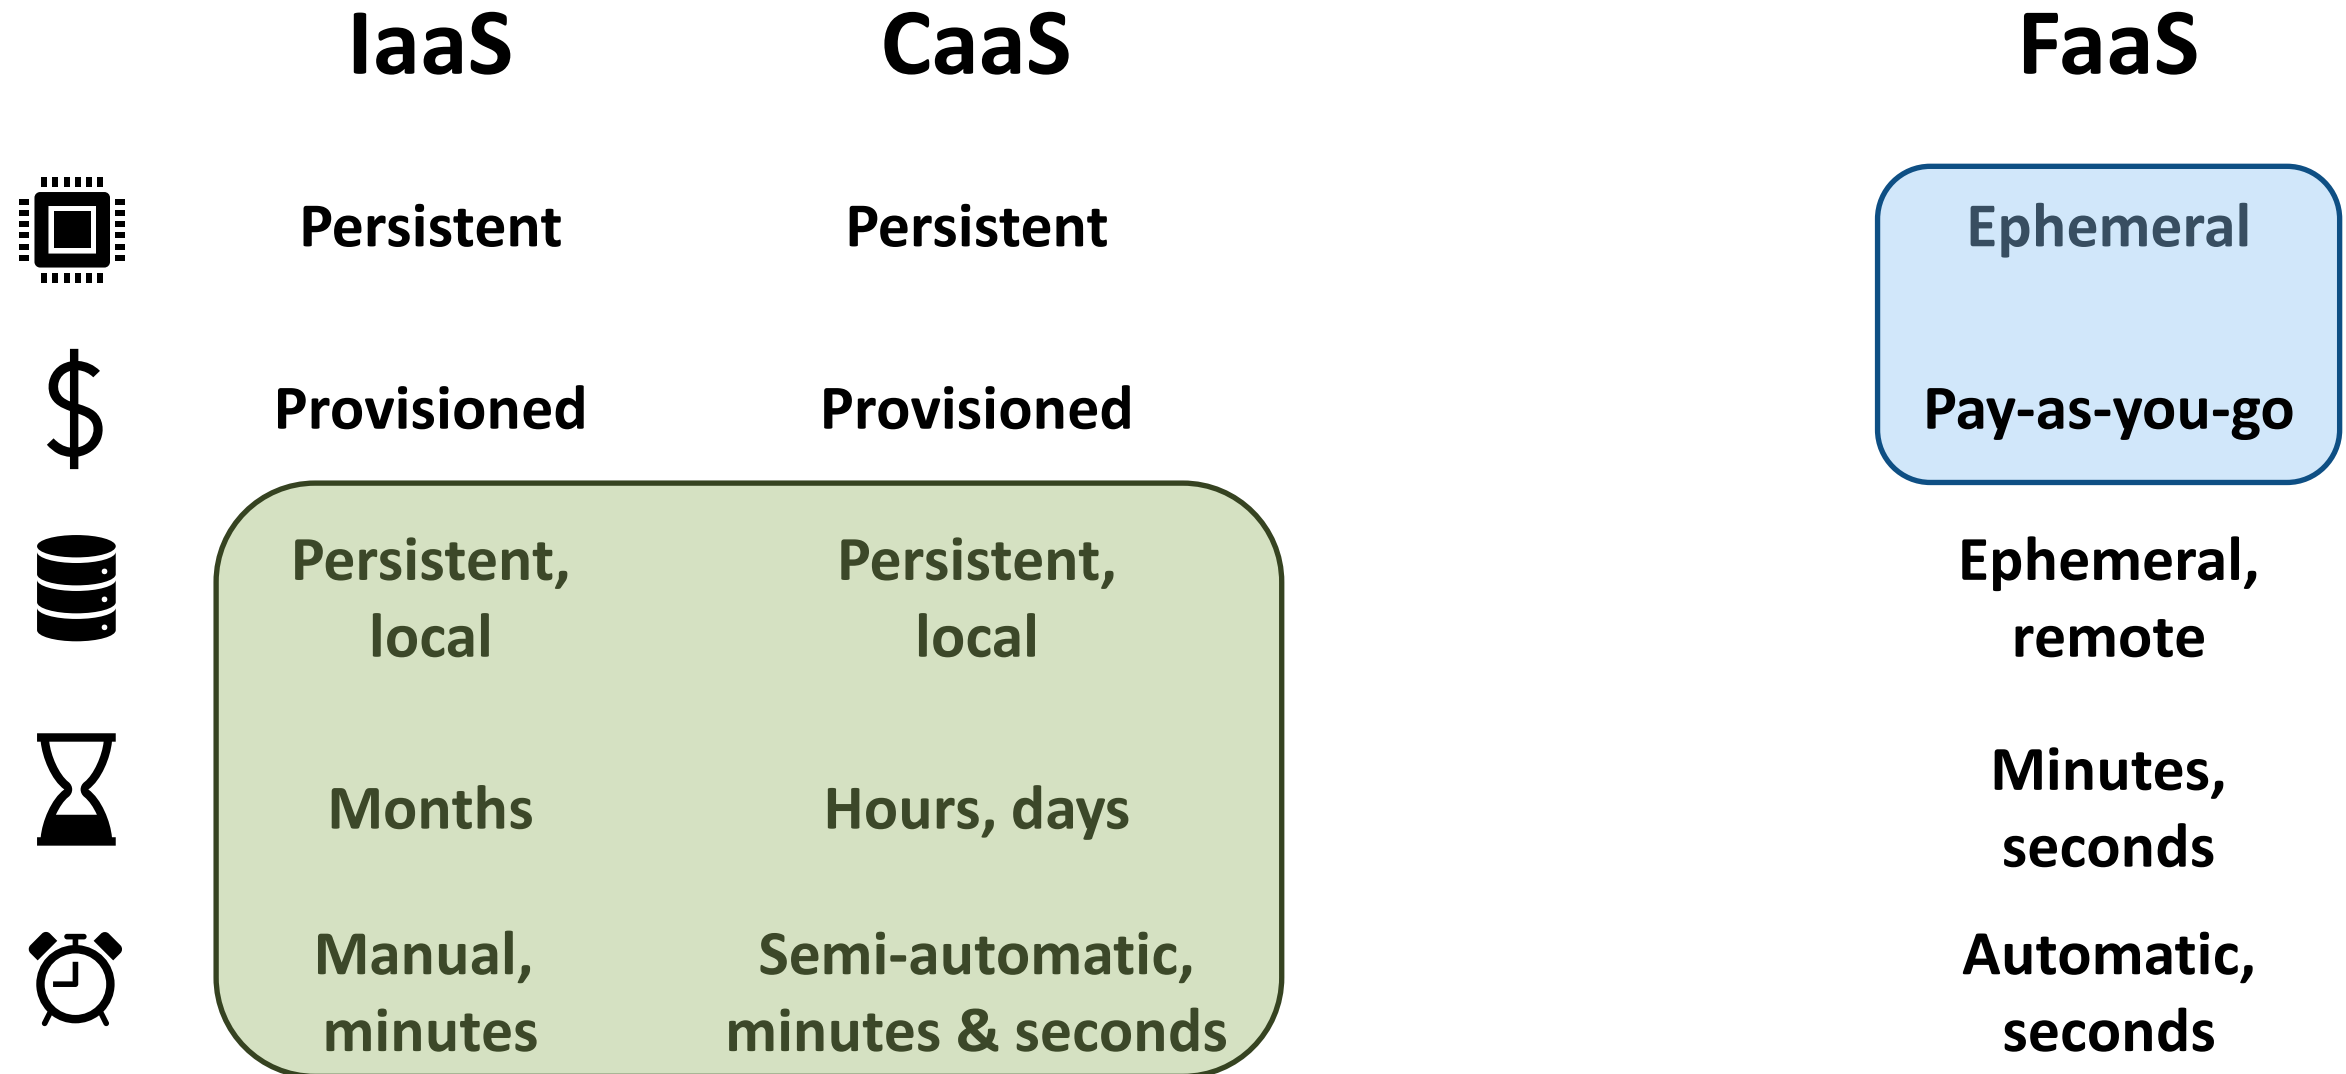 IaaS CaaS FaaS
Persistent Persistent Ephemeral
Provisioned Provisioned Pay-as-you-go
Persistent, Persistent, Ephemeral,
local local remote
Months Hours, days Minutes,
seconds
Manual, Semi-automatic, Automatic,
minutes minutes & seconds seconds